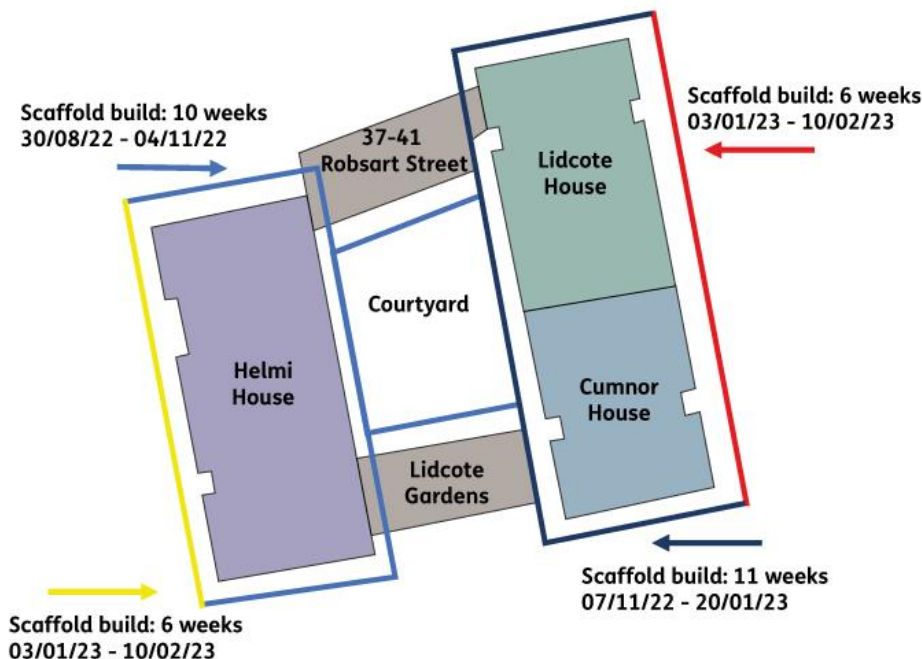 Scaffold build: 10 weeks
30/08/22 - 04/11/22
37-41
Robsart Street
Lidcote
House
Scaffold build: 6 weeks
03/01/23 - 10/02/23
Courtyard
Helmi
House
Cumnor
House
Lidcote
Gardens
Scaffold build: 11 weeks
07/11/22 - 20/01/23
Scaffold build: 6 weeks
03/01/23 - 10/02/23